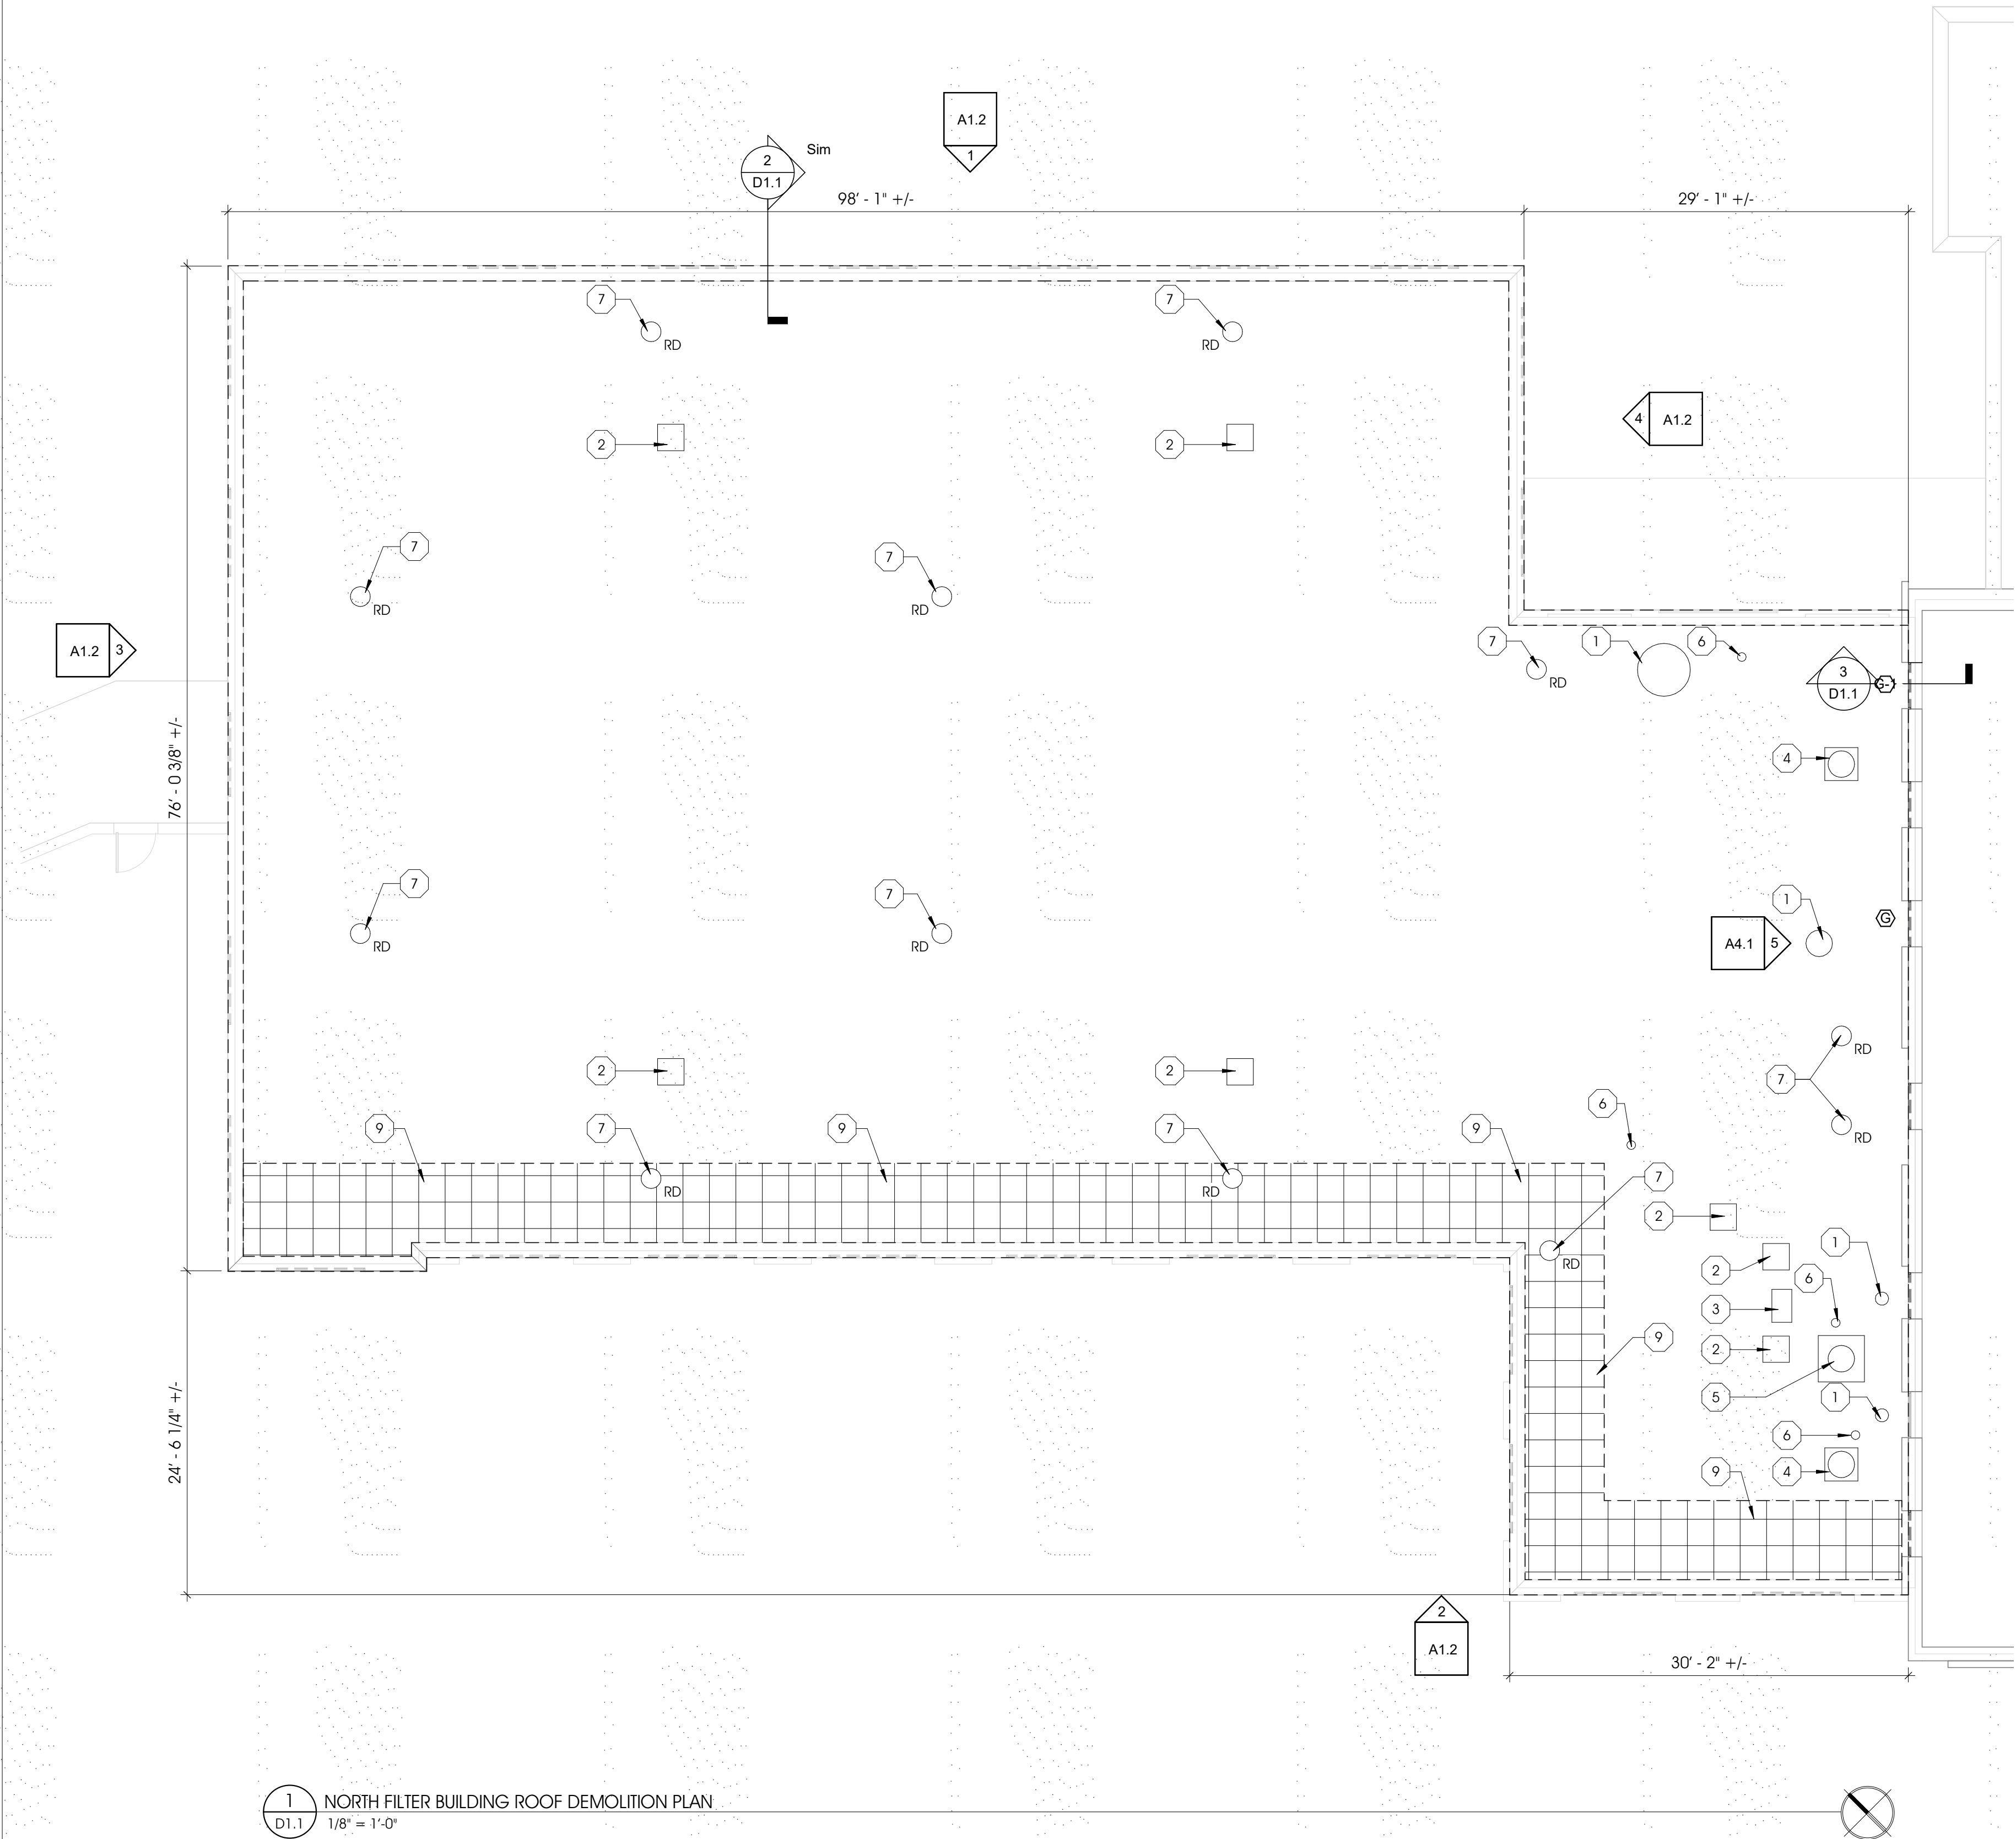 A1.2
1
2
D1.1
Sim
98' - 1" +/-
29' - 1" +/-
7
RD
7
RD
4
A1.2
2
2
7
RD
7
RD
A1.2
3
7
RD
1
6
3
D1.1
G-1
76' - 0 3/8" +/-
4
7
RD
7
RD
1
G
A4.1
5
7
RD
RD
2
2
6
9
7
RD
9
7
RD
9
7
RD
2
1
2
6
3
9
2
5
1
6
9
4
24' - 6 1/4" +/-
2
A1.2
30' - 2" +/-
1
D1.1
NORTH FILTER BUILDING ROOF DEMOLITION PLAN
1/8" = 1'-0"